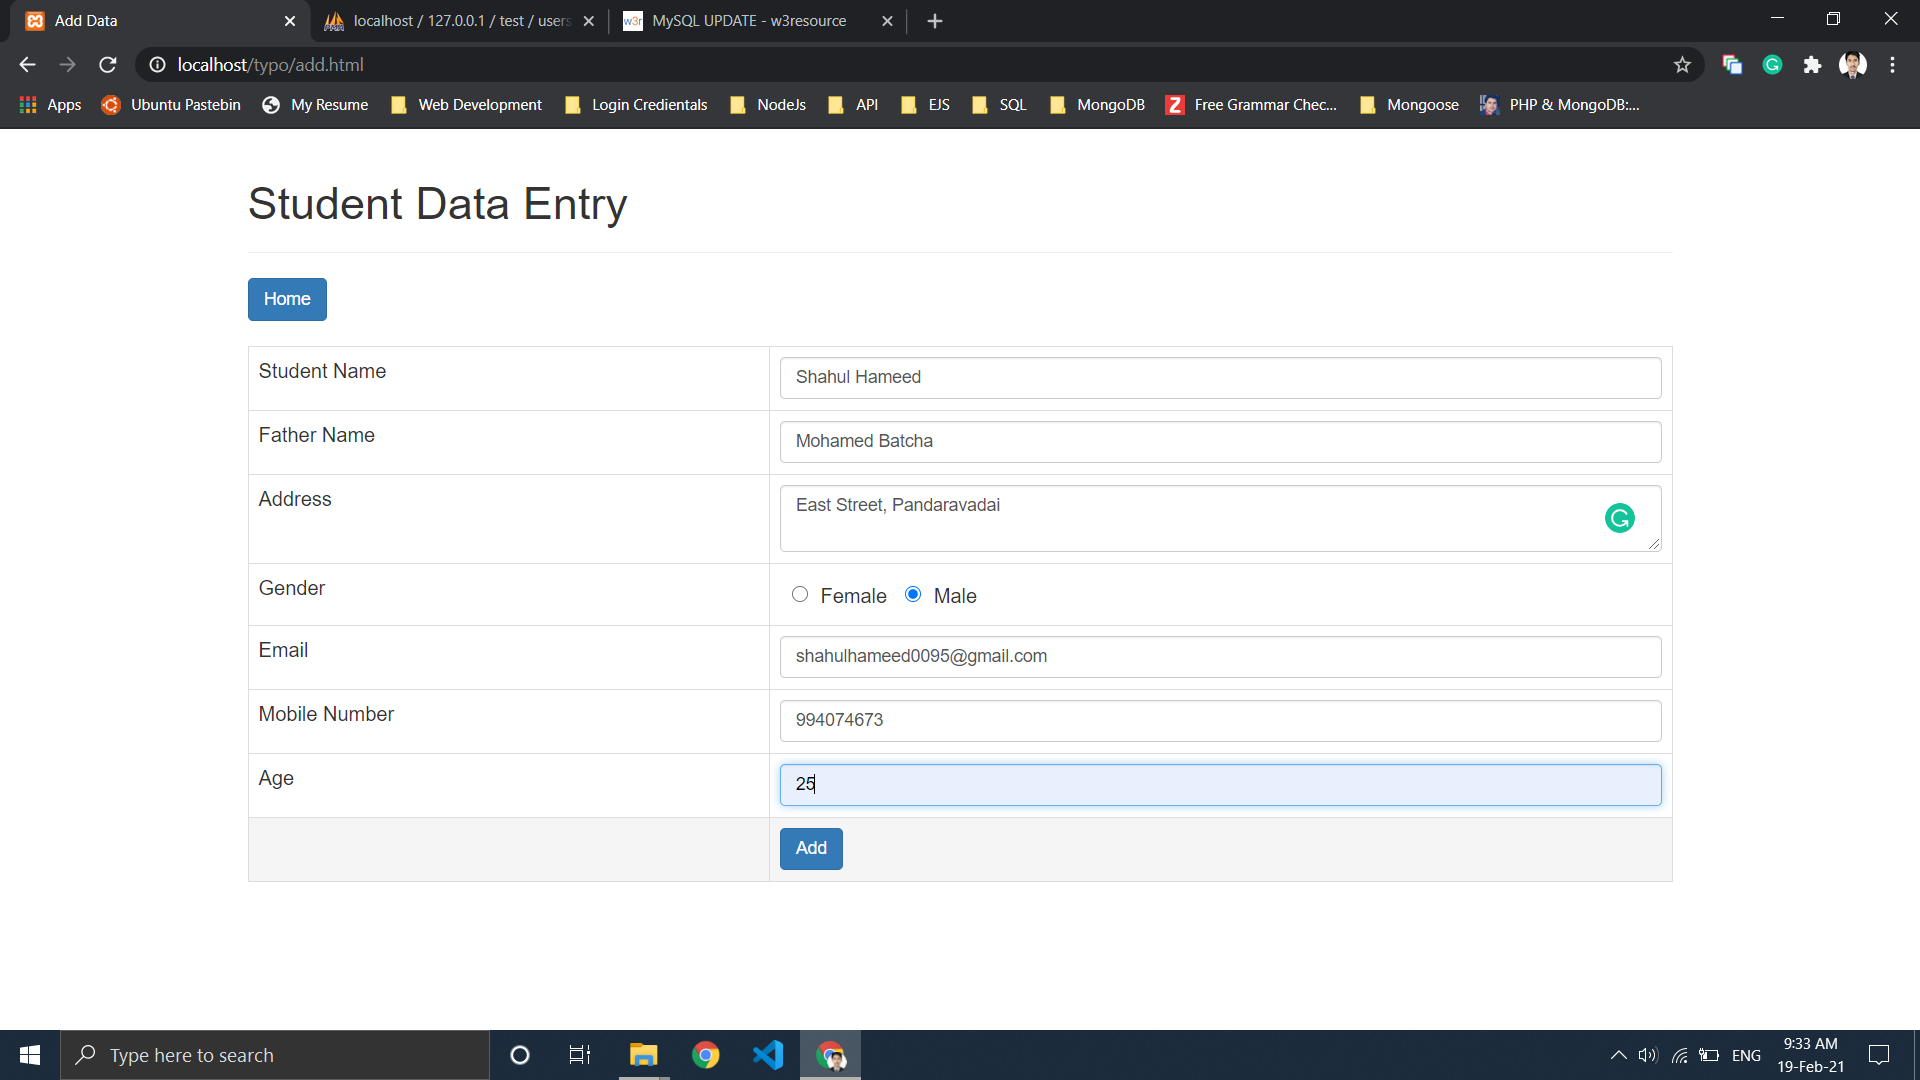 Add Data
localhost / 127.0.0.1 / test / users
w3r MySQL UPDATE - w3resource
localhost/typo/add.html
Apps
Ubuntu Pastebin
My Resume
Web Development
Login Credientals
NodeJs
API
EJS
SQL
MongoDB
Free Grammar Chec...
Mongoose
PHP & MongoDB:...
Student Data Entry
Home
Student Name Shahul Hameed
Father Name Mohamed Batcha
Address East Street, Pandaravadai
Gender Female Male
Email shahulhameed0095@gmail.com
Mobile Number 994074673
Age 25
Add
Type here to search
ENG
9:33 AM
19-Feb-21